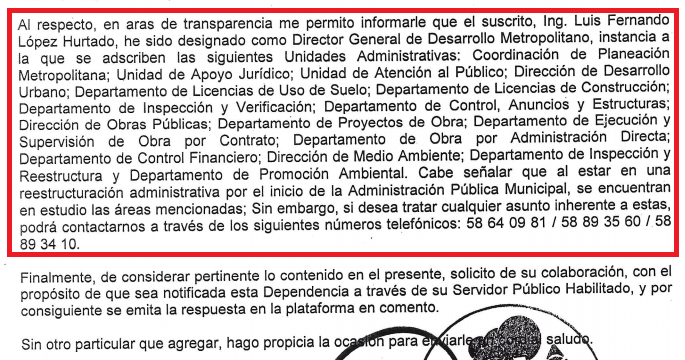 Al respecto, en aras de transparencia me permito informarle que el suscrito, Ing. Luis Fernando
López Hurtado, he sido designado como Director General de Desarrollo Metropolitano, instancia a
la que se adscriben las siguientes Unidades Administrativas: Coordinación de Planeación
Metropolitana; Unidad de Apoyo Jurídico; Unidad de Atención al Público; Dirección de Desarrollo
Urbano; Departamento de Licencias de Uso de Suelo; Departamento de Licencias de Construcción;
Departamento de Inspección y Verificación; Departamento de Control, Anuncios y Estructuras;
Dirección de Obras Públicas; Departamento de Proyectos de Obra; Departamento de Ejecución y
Supervisión de Obra por Contrato; Departamento de Obra por Administración Directa;
Departamento de Control Financiero; Dirección de Medio Ambiente; Departamento de Inspección y
Reestructura y Departamento de Promoción Ambiental. Cabe señalar que al estar en una
reestructuración administrativa por el inicio de la Administración Pública Municipal, se encuentran
en estudio las áreas mencionadas; Sin embargo, si desea tratar cualquier asunto inherente a estas,
podrá contactarnos a través de los siguientes números telefónicos: 58 64 09 81 / 58 89 35 60 / 58
89 34 10.
Finalmente, de considerar pertinente lo contenido en el presente, solicito de su colaboración, con el
propósito de que sea notificada esta Dependencia a través de su Servidor Público Habilitado, y por
consiguiente se emita la respuesta en la plataforma en comento.
Sin otro particular que agregar, hago propicia la ocasión para enviarle un cordial saludo.